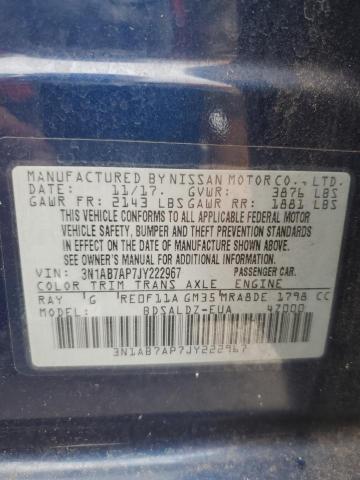 MANUFACTURED BY NISSAN MOTOR CO., LTD.
DATE: 11/17. GVWR: 3876 LBS
GAWR FR: 2143 LBS GAWR RR: 1881 LBS
THIS VEHICLE CONFORMS TO ALL APPLICABLE FEDERAL MOTOR
VEHICLE SAFETY, BUMPER AND THEFT PREVENTION STANDARDS
IN EFFECT ON THE DATE OF MANUFACTURE SHOWN ABOVE.
SEE OWNER'S MANUAL FOR ADDITIONAL INFORMATION
VIN: 3N1AB7AP7JY222967 PASSENGER CAR.
COLOR TRIM TRANS AXLE ENGINE
RAY G RE0F11A GM35 MRA8DE 1798 CC
MODEL: BDSALDZ-EUA 47000
3N1AB7AP7JY222967